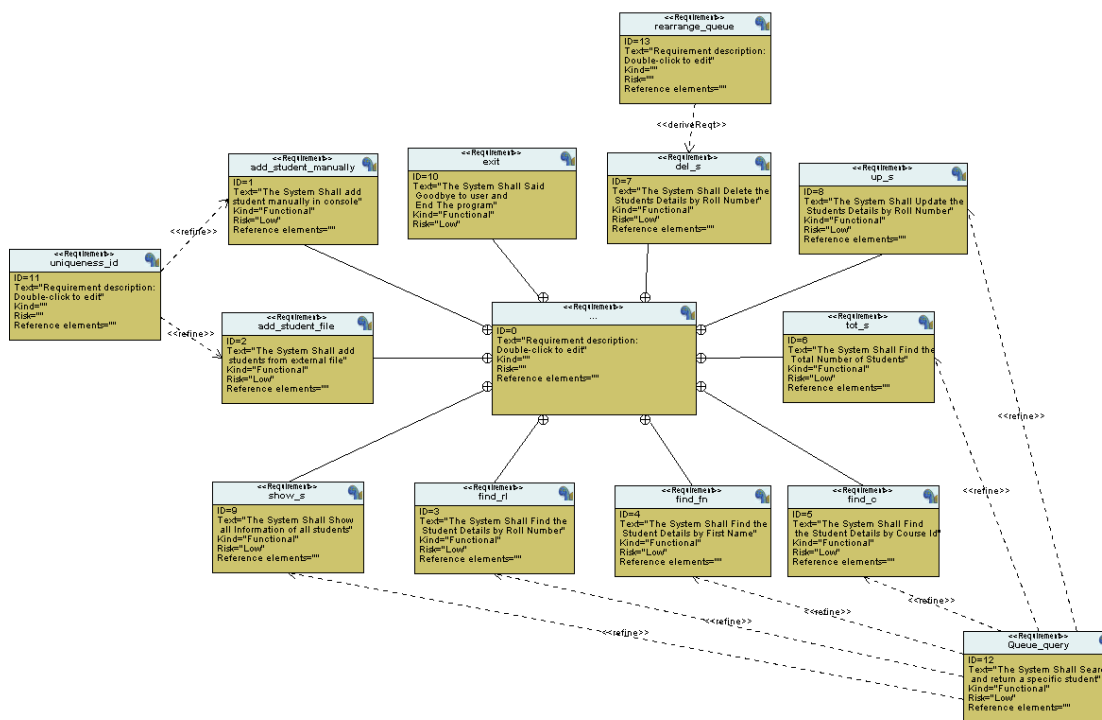 <<Requirement>>
rearrange_queue
ID=13
Text="Requirement description:
Double-click to edit"
Kind=""
Risk=""
Reference elements=""
<<deriveReqt>>
<<Requirement>>
add_student_manually
ID=1
Text="The System Shall add
student manually in console"
Kind="Functional"
Risk="Low"
Reference elements=""
<<Requirement>>
exit
ID=10
Text="The System Shall Said
Goodbye to user and
End The program"
Kind="Functional"
Risk="Low"
<<Requirement>>
del_s
ID=7
Text="The System Shall Delete the
Students Details by Roll Number"
Kind="Functional"
Risk="Low"
Reference elements=""
<<Requirement>>
up_s
ID=8
Text="The System Shall Update the
Students Details by Roll Number"
Kind="Functional"
Risk="Low"
Reference elements=""
<<refine>>
<<Requirement>>
uniqueness_id
ID=11
Text="Requirement description:
Double-click to edit"
Kind=""
Risk=""
Reference elements=""
<<refine>>
<<Requirement>>
add_student_file
ID=2
Text="The System Shall add
students from external file"
Kind="Functional"
Risk="Low"
Reference elements=""
<<Requirement>>
...
ID=0
Text="Requirement description:
Double-click to edit"
Kind=""
Risk=""
Reference elements=""
<<Requirement>>
tot_s
ID=6
Text="The System Shall Find the
Total Number of Students"
Kind="Functional"
Risk="Low"
Reference elements=""
<<refine>>
<<Requirement>>
show_s
ID=9
Text="The System Shall Show
all Information of all students"
Kind="Functional"
Risk="Low"
Reference elements=""
<<Requirement>>
find_rl
ID=3
Text="The System Shall Find the
Student Details by Roll Number"
Kind="Functional"
Risk="Low"
Reference elements=""
<<Requirement>>
find_fn
ID=4
Text="The System Shall Find the
Student Details by First Name"
Kind="Functional"
Risk="Low"
Reference elements=""
<<Requirement>>
find_c
ID=5
Text="The System Shall Find
the Student Details by Course Id"
Kind="Functional"
Risk="Low"
Reference elements=""
<<refine>>
<<refine>>
<<refine>>
<<refine>>
<<refine>>
<<Requirement>>
Queue_query
ID=12
Text="The System Shall Sear
and return a specific student"
Kind="Functional"
Risk="Low"
Reference elements=""